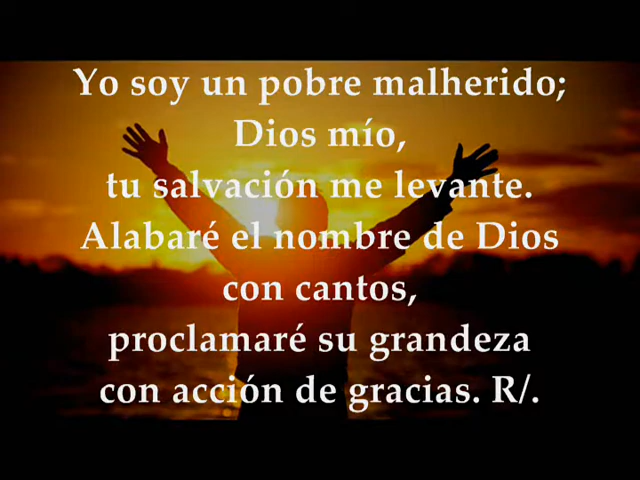 Yo soy un pobre malherido;
Dios mío,
tu salvación me levante.
Alabaré el nombre de Dios
con cantos,
proclamaré su grandeza
con acción de gracias. R/.